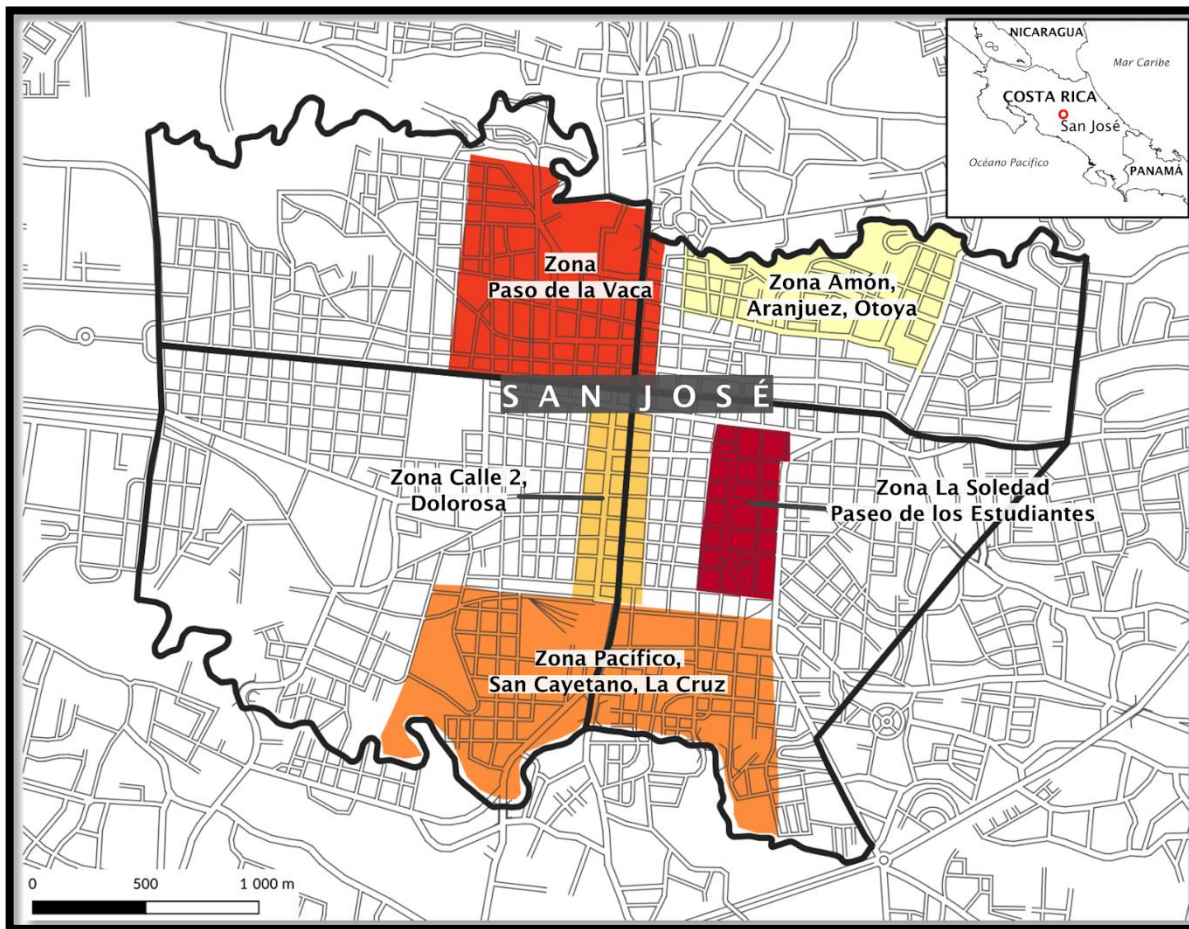 NICARAGUA
Mar Caribe
COSTA RICA
San José
Océano Pacífico
PANAMÁ
Zona
Paso de la Vaca
Zona Amón,
Aranjuez, Otoya
SAN JOSÉ
Zona Calle 2,
Dolorosa
Zona La Soledad
Paseo de los Estudiantes
Zona Pacífico,
San Cayetano, La Cruz
0 500 1 000 m